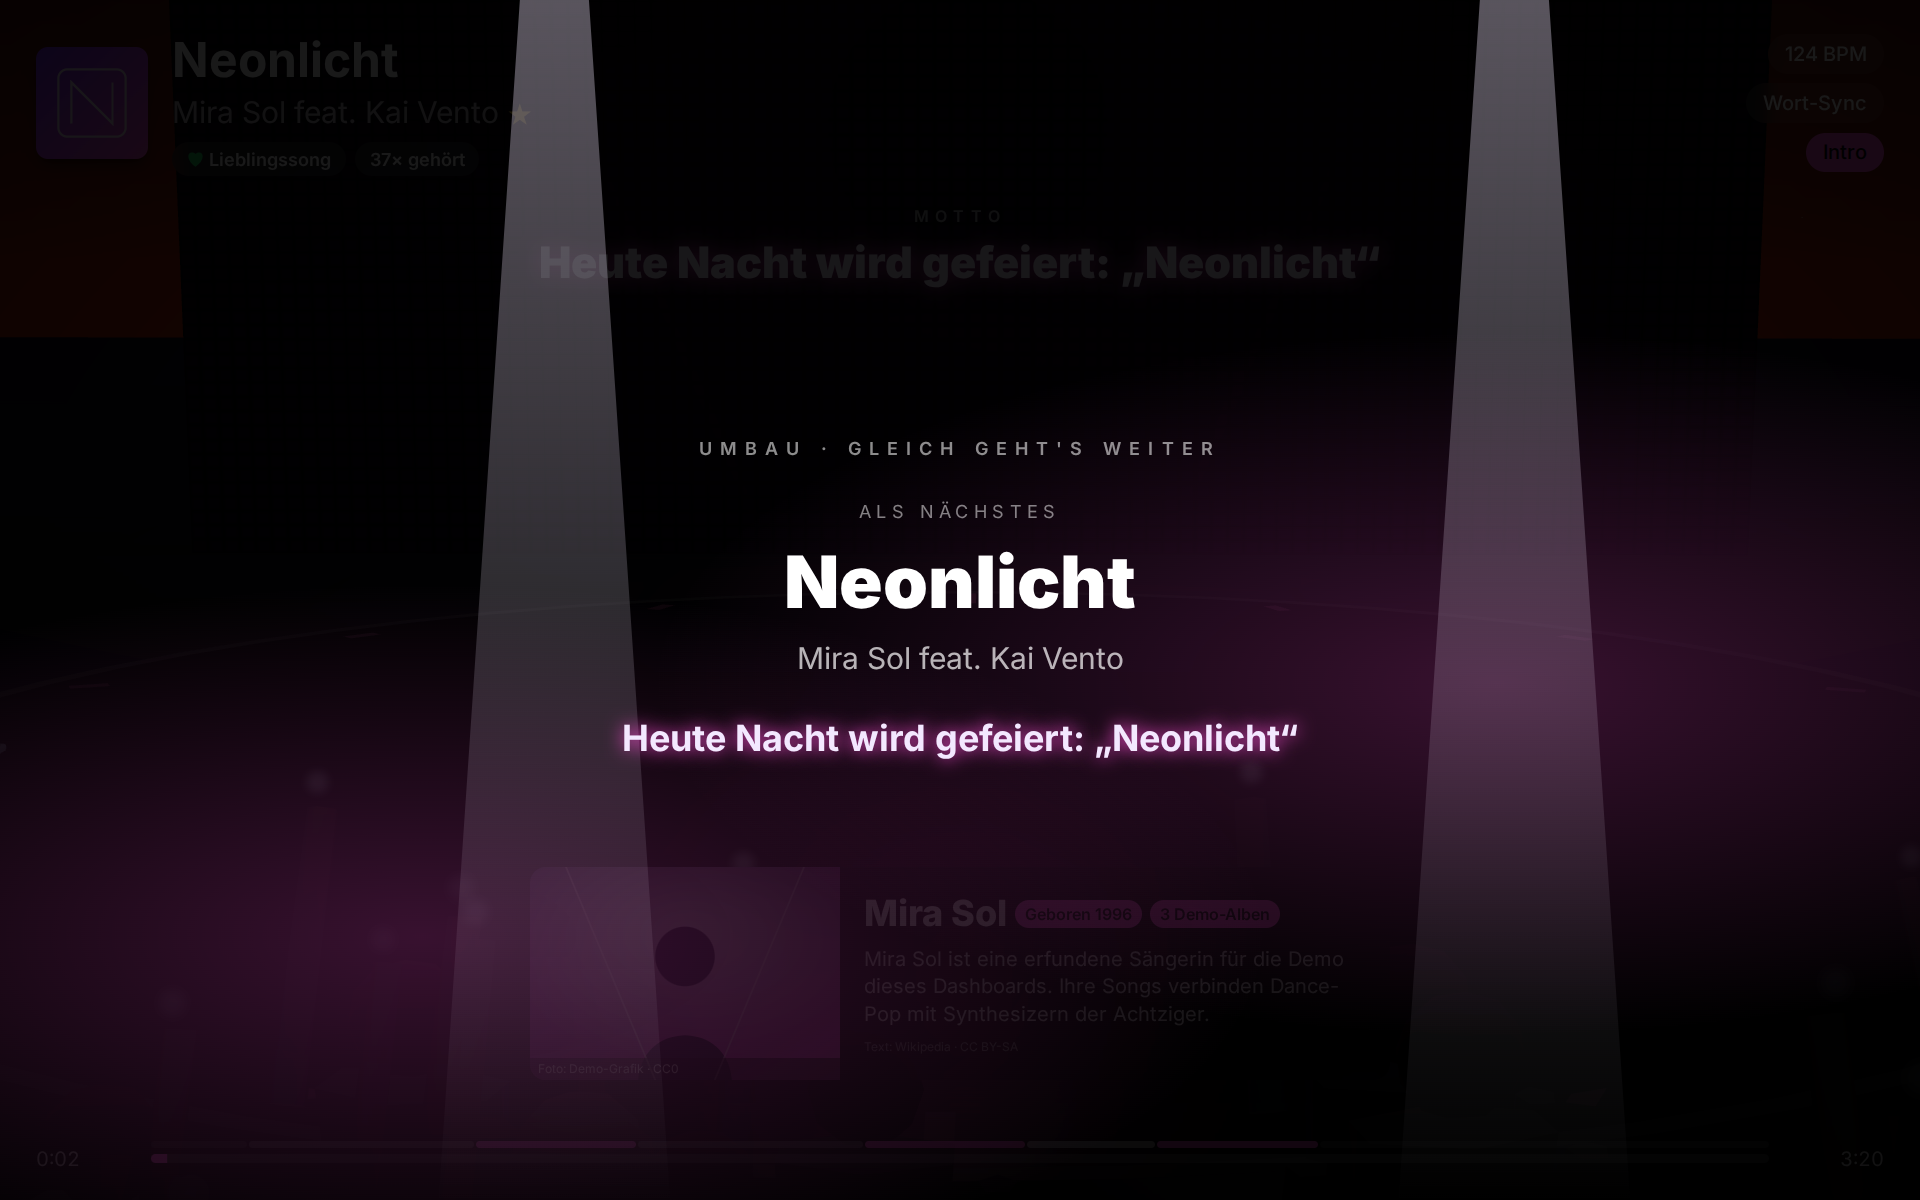 Neonlicht
Mira Sol feat. Kai Vento ★
Lieblingssong
37× gehört
124 BPM
Wort-Sync
Intro
MOTTO
Heute Nacht wird gefeiert: „Neonlicht“
UMBAU · GLEICH GEHT'S WEITER
ALS NÄCHSTES
Neonlicht
Mira Sol feat. Kai Vento
Heute Nacht wird gefeiert: „Neonlicht“
Mira Sol
Geboren 1996
3 Demo-Alben
Mira Sol ist eine erfundene Sängerin für die Demo
dieses Dashboards. Ihre Songs verbinden Dance-
Pop mit Synthesizern der Achtziger.
Text: Wikipedia · CC BY-SA
Foto: Demo-Grafik · CC0
0:02
3:20